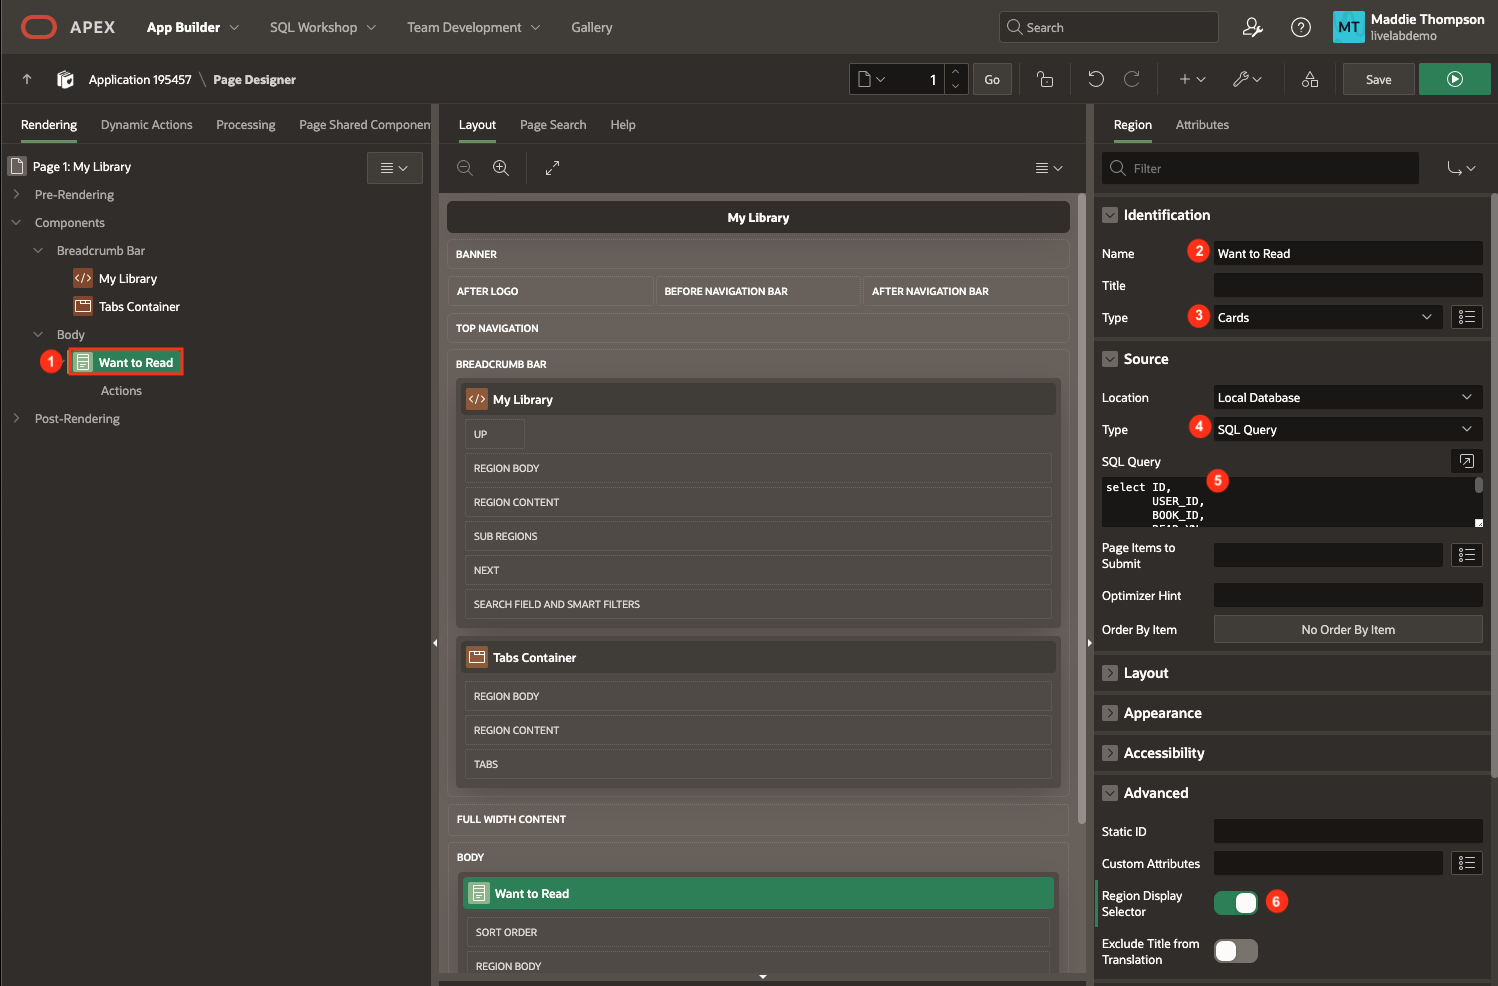 APEX
App Builder
SQL Workshop
Team Development
Gallery
Search
MT
Maddie Thompson
livelabdemo
Application 195457 \ Page Designer
1
Go
Save
Rendering
Dynamic Actions
Processing
Page Shared Componen
Page 1: My Library
Pre-Rendering
Components
Breadcrumb Bar
My Library
Tabs Container
Body
1
Want to Read
Actions
Post-Rendering
Layout
Page Search
Help
My Library
BANNER
AFTER LOGO
BEFORE NAVIGATION BAR
AFTER NAVIGATION BAR
TOP NAVIGATION
BREADCRUMB BAR
My Library
UP
REGION BODY
REGION CONTENT
SUB REGIONS
NEXT
SEARCH FIELD AND SMART FILTERS
Tabs Container
REGION BODY
REGION CONTENT
TABS
FULL WIDTH CONTENT
BODY
Want to Read
SORT ORDER
REGION BODY
Region
Attributes
Filter
Identification
Name
2
Want to Read
Title
Type
3
Cards
Source
Location
Local Database
Type
4
SQL Query
SQL Query
select ID,
5
USER_ID,
BOOK_ID,
Page Items to
Submit
Optimizer Hint
Order By Item
No Order By Item
Layout
Appearance
Accessibility
Advanced
Static ID
Custom Attributes
Region Display
Selector
6
Exclude Title from
Translation